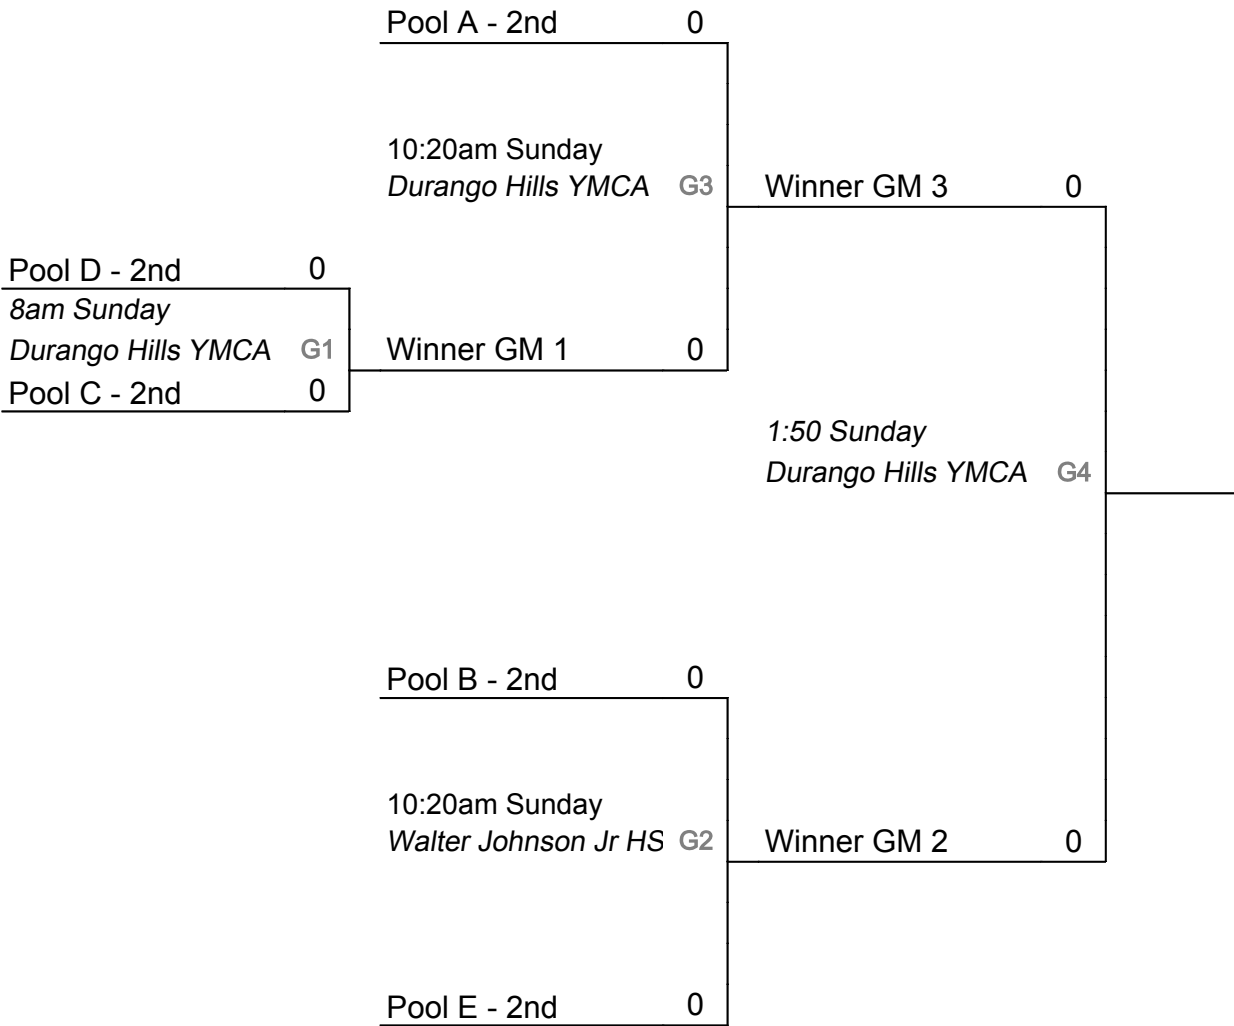 Pool A - 2nd 0
10:20am Sunday
Durango Hills YMCA G3
Winner GM 3 0
Pool D - 2nd 0
8am Sunday
Durango Hills YMCA G1
Winner GM 1 0
Pool C - 2nd 0
1:50 Sunday
Durango Hills YMCA G4
Pool B - 2nd 0
10:20am Sunday
Walter Johnson Jr HS G2
Winner GM 2 0
Pool E - 2nd 0